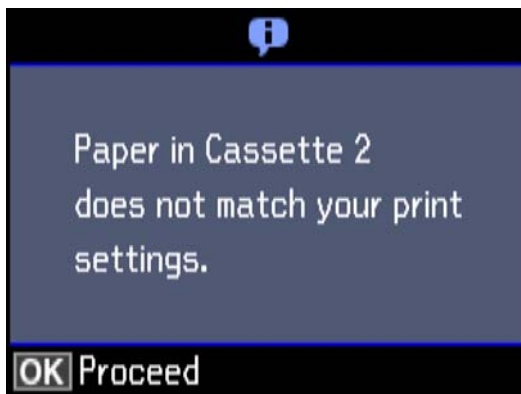 Paper in Cassette 2
does not match your print
settings.
OK Proceed